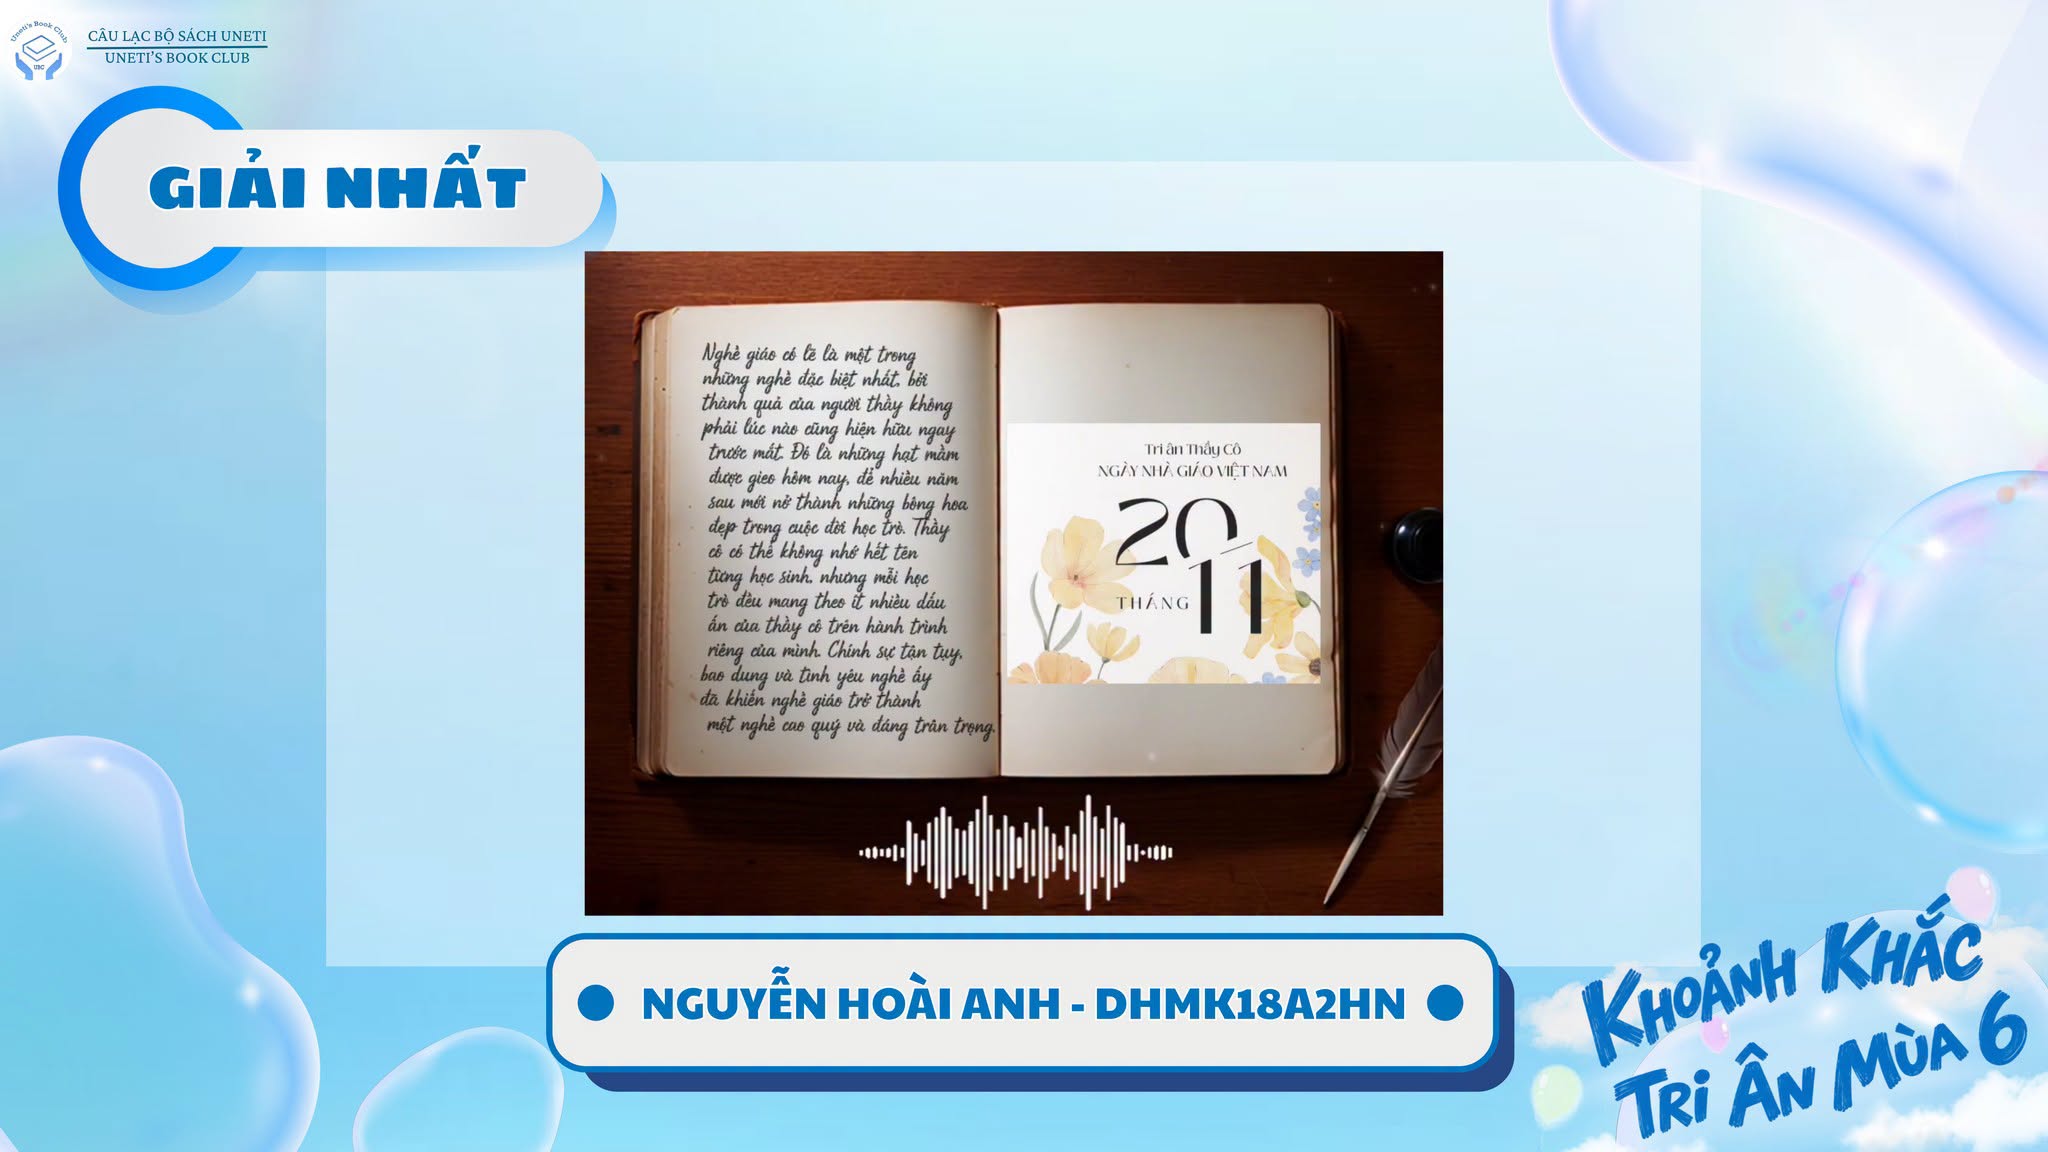 Uneti's Book Club
UBC
CÂU LẠC BỘ SÁCH UNETI
UNETI'S BOOK CLUB
GIẢI NHẤT
Nghề giáo có lẽ là một trong
những nghề đặc biệt nhất, bởi
thành quả của người thầy không
phải lúc nào cũng hiện hữu ngay
trước mắt. Đó là những hạt mầm
được gieo hôm nay, để nhiều năm
sau mới nở thành những bông hoa
đẹp trong cuộc đời học trò. Thầy
cô có thể không nhớ hết tên
từng học sinh, nhưng mỗi học
trò đều mang theo ít nhiều dấu
ấn của thầy cô trên hành trình
riêng của mình. Chính sự tận tụy,
bao dung và tình yêu nghề ấy
đã khiến nghề giáo trở thành
một nghề cao quý và đáng trân trọng.
Tri ân Thầy Cô
NGÀY NHÀ GIÁO VIỆT NAM
20
THÁNG 11
NGUYỄN HOÀI ANH - DHMK18A2HN
KHOẢNH KHẮC
TRI ÂN MÙA 6